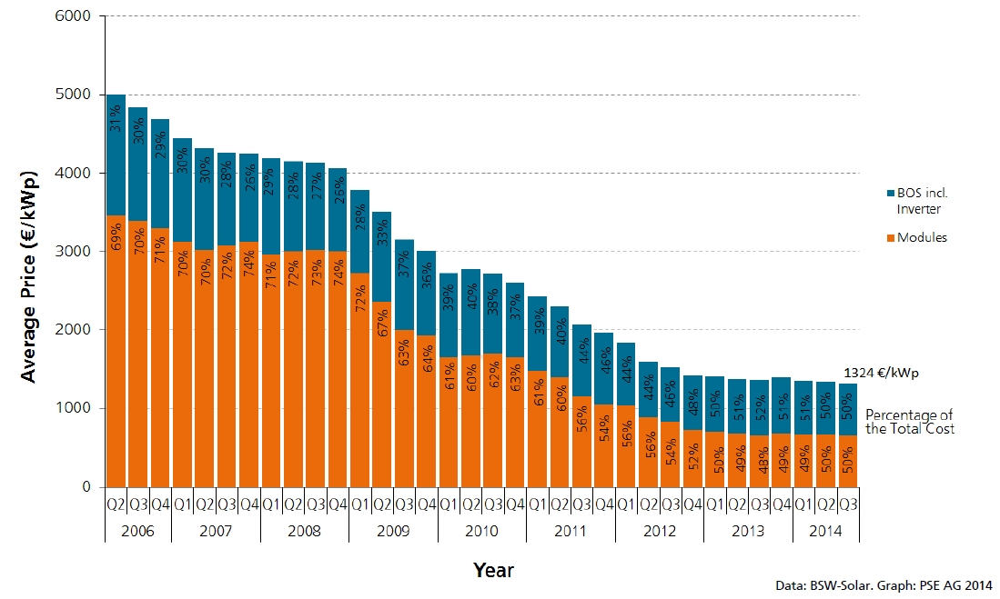 6000
5000
4000
3000
2000
1000
0
Average Price (€/kWp)
31% 30% 29% 30% 30% 28% 26% 29% 28% 27% 26% 28% 33% 37% 36% 39% 40% 38% 37% 39% 40% 44% 46% 44% 44% 46% 48% 50% 51% 52% 51% 51% 50% 50%
69% 70% 71% 70% 70% 72% 74% 71% 72% 73% 74% 72% 67% 63% 64% 61% 60% 62% 63% 61% 60% 56% 54% 56% 56% 54% 52% 50% 49% 48% 49% 49% 50% 50%
BOS incl.
Inverter
Modules
1324 €/kWp
Percentage of
the Total Cost
Q2 Q3 Q4 Q1 Q2 Q3 Q4 Q1 Q2 Q3 Q4 Q1 Q2 Q3 Q4 Q1 Q2 Q3 Q4 Q1 Q2 Q3 Q4 Q1 Q2 Q3 Q4 Q1 Q2 Q3 Q4 Q1 Q2 Q3
2006 2007 2008 2009 2010 2011 2012 2013 2014
Year
Data: BSW-Solar. Graph: PSE AG 2014